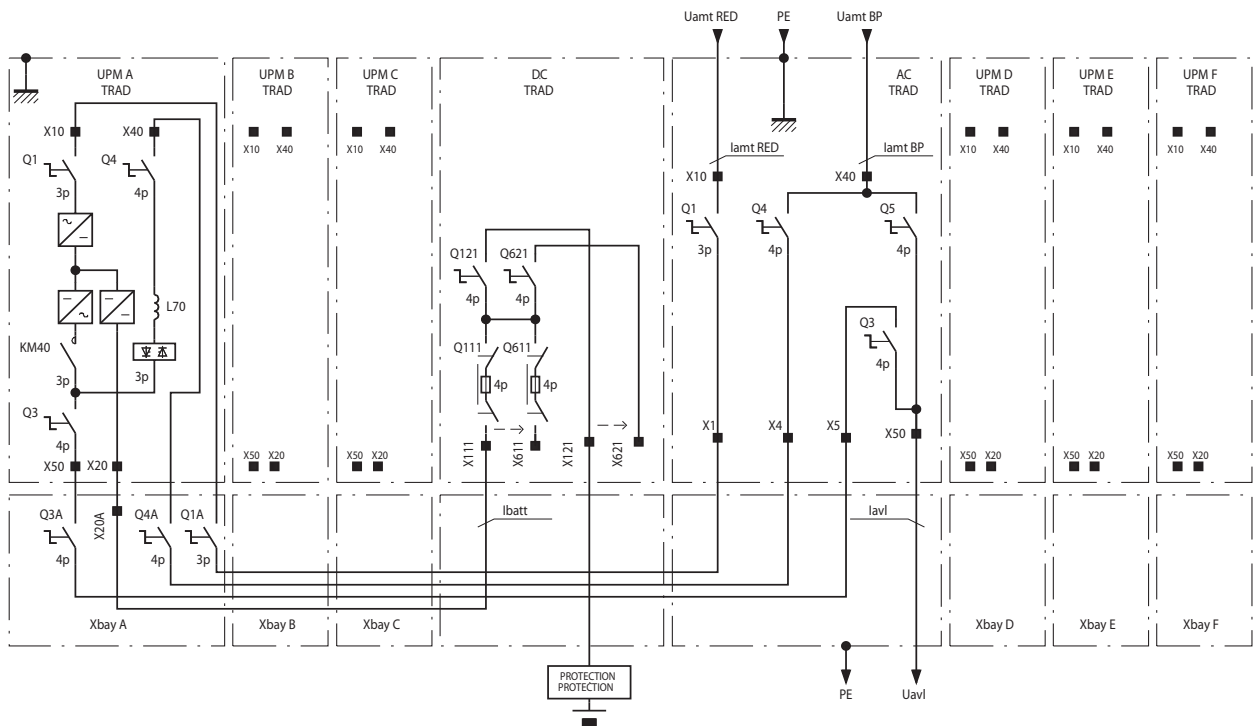 Uamt RED
PE
Uamt BP
UPM A
TRAD
UPM B
TRAD
UPM C
TRAD
DC
TRAD
AC
TRAD
UPM D
TRAD
UPM E
TRAD
UPM F
TRAD
X10
X40
X10
X40
X10
X40
X10
X40
X10
X40
X10
X40
Iamt RED
Iamt BP
Q1
3p
Q4
4p
X10
X40
Q1
3p
Q4
4p
Q5
4p
Q121
4p
Q621
4p
L70
KM40
3p
3p
Q111
4p
Q611
4p
Q3
4p
Q3
4p
X50
X20
X50
X20
X50
X20
X111
X611
X121
X621
X1
X4
X5
X50
X50
X20
X50
X20
X50
X20
Q3A
4p
X20A
Q4A
4p
Q1A
3p
Ibatt
Iavl
Xbay A
Xbay B
Xbay C
Xbay D
Xbay E
Xbay F
PROTECTION
PROTECTION
PE
Uavl